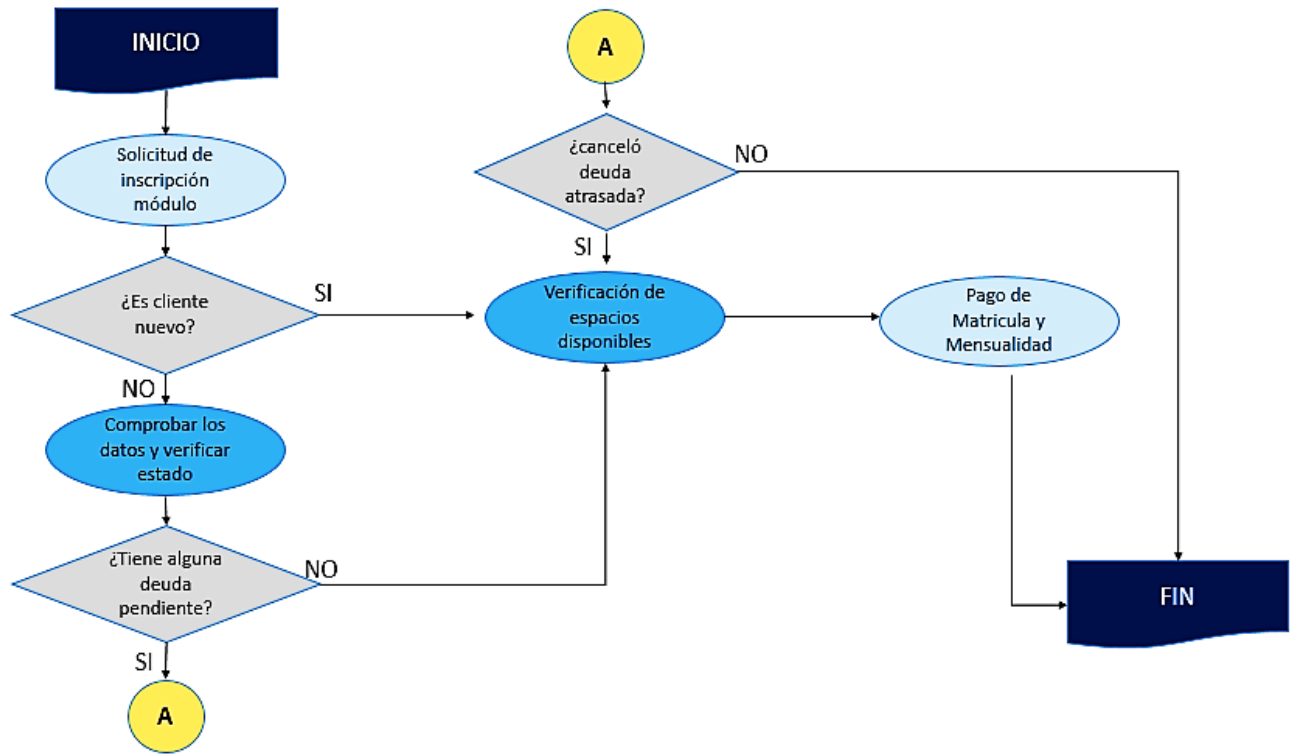 INICIO
Solicitud de
inscripción
módulo
¿Es cliente
nuevo?
SI
NO
Comprobar los
datos y verificar
estado
¿Tiene alguna
deuda
pendiente?
NO
SI
A
A
¿canceló
deuda
atrasada?
NO
SI
Verificación de
espacios
disponibles
Pago de
Matricula y
Mensualidad
FIN